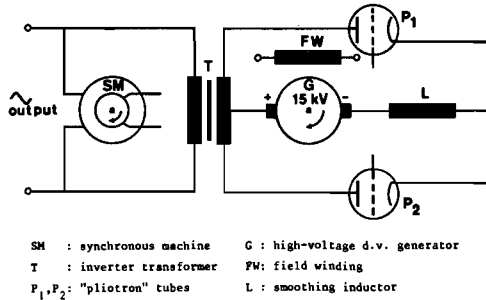 P1
FW
T
SM
G
15 kV
a
+
-
L
a
output
P2
SM : synchronous machine
G : high-voltage d.v. generator
T : inverter transformer
FW: field winding
P1,P2: "pliotron" tubes
L : smoothing inductor